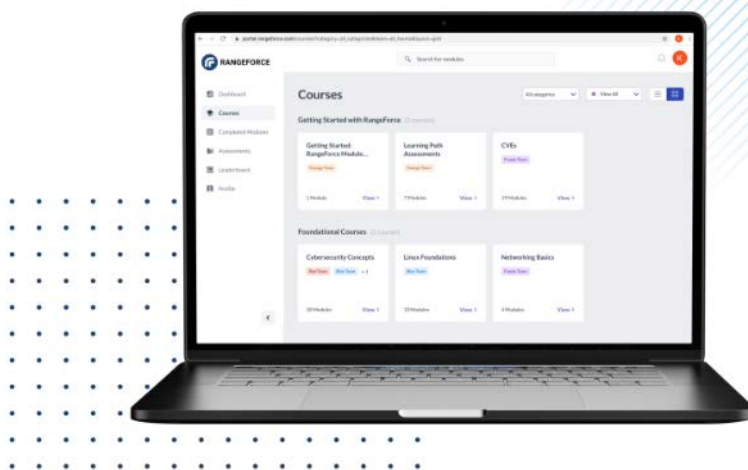 RANGEFORCE
Search for modules
K
Dashboard
Courses
Completed Modules
Assessments
Leaderboard
Profile
Courses
All categories
View All
Getting Started with RangeForce (3 courses)
Getting Started:
RangeForce Module...
Orange Team
1 Module
View
Learning Path
Assessments
Orange Team
7 Modules
View
CVEs
Purple Team
View
Foundational Courses
Cybersecurity Concepts
Red Team
Blue Team
View
Linux Foundations
Blue Team
View
Networking Basics
Purple Team
View